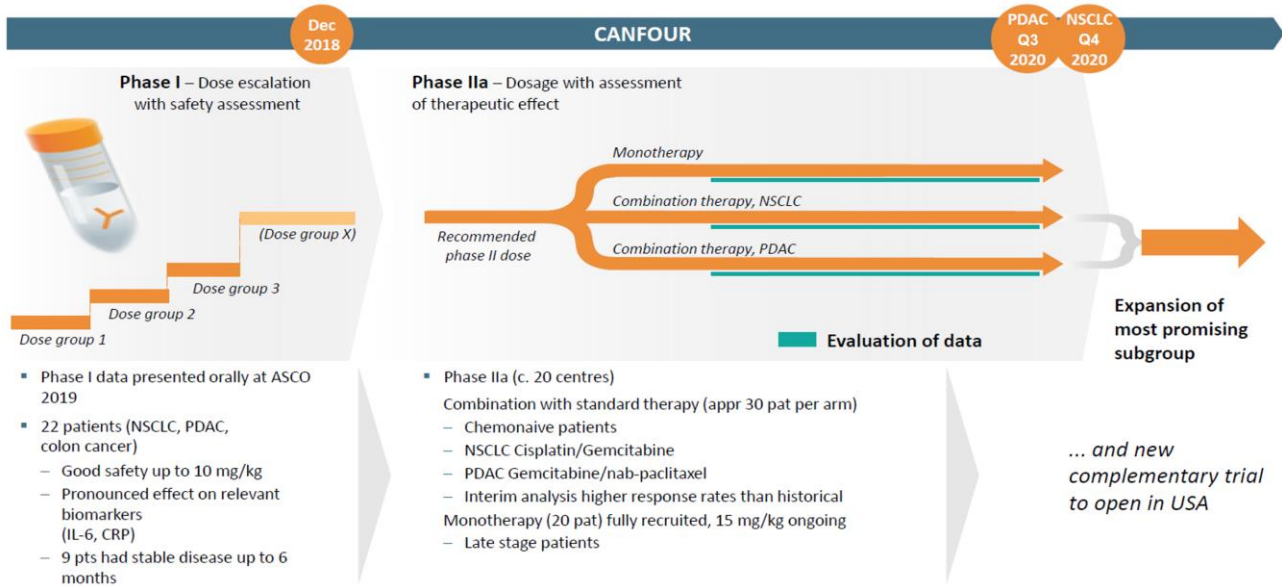 Dec
2018
CANFOUR
PDAC
Q3
2020
NSCLC
Q4
2020
Phase I – Dose escalation
with safety assessment
Phase IIa – Dosage with assessment
of therapeutic effect
Monotherapy
Combination therapy, NSCLC
Combination therapy, PDAC
Recommended
phase II dose
(Dose group X)
Dose group 3
Dose group 2
Dose group 1
Evaluation of data
Expansion of
most promising
subgroup
▪ Phase I data presented orally at ASCO
2019
▪ 22 patients (NSCLC, PDAC,
colon cancer)
– Good safety up to 10 mg/kg
– Pronounced effect on relevant
biomarkers
(IL-6, CRP)
– 9 pts had stable disease up to 6
months
▪ Phase IIa (c. 20 centres)
Combination with standard therapy (appr 30 pat per arm)
– Chemonaive patients
– NSCLC Cisplatin/Gemcitabine
– PDAC Gemcitabine/nab-paclitaxel
– Interim analysis higher response rates than historical
Monotherapy (20 pat) fully recruited, 15 mg/kg ongoing
– Late stage patients
... and new
complementary trial
to open in USA